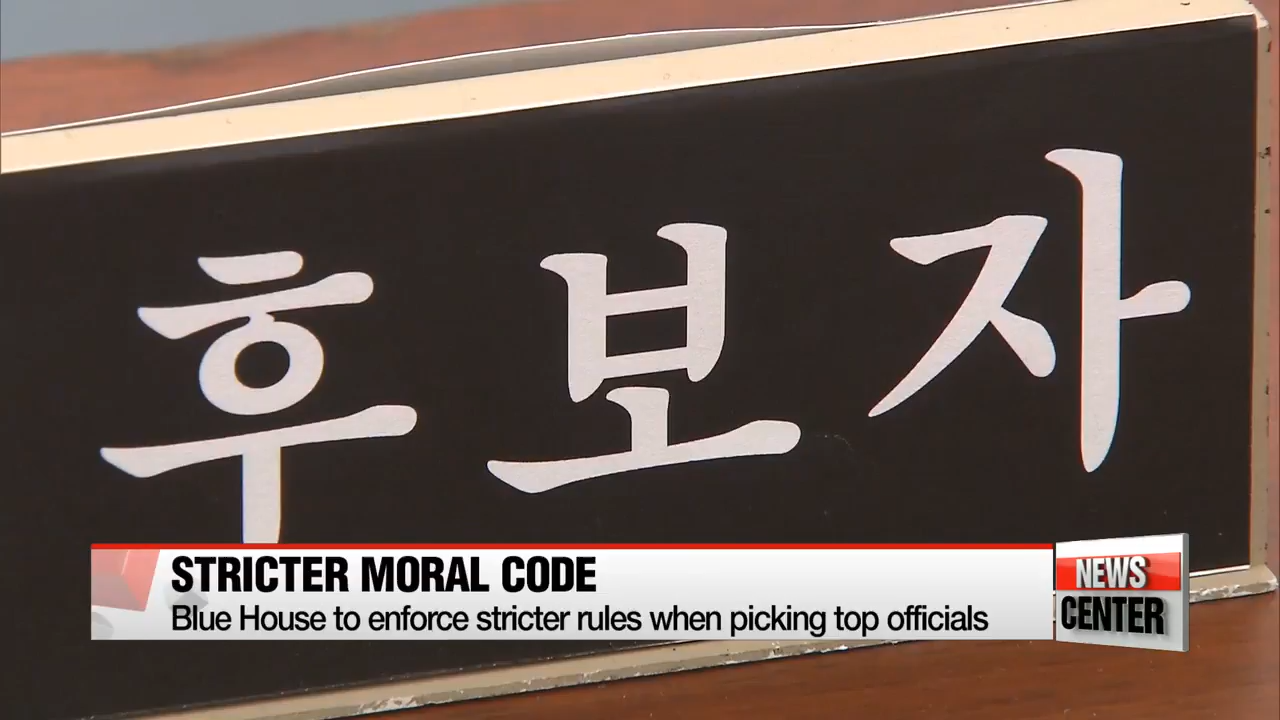 후보자
STRICTER MORAL CODE
Blue House to enforce stricter rules when picking top officials
NEWS
CENTER